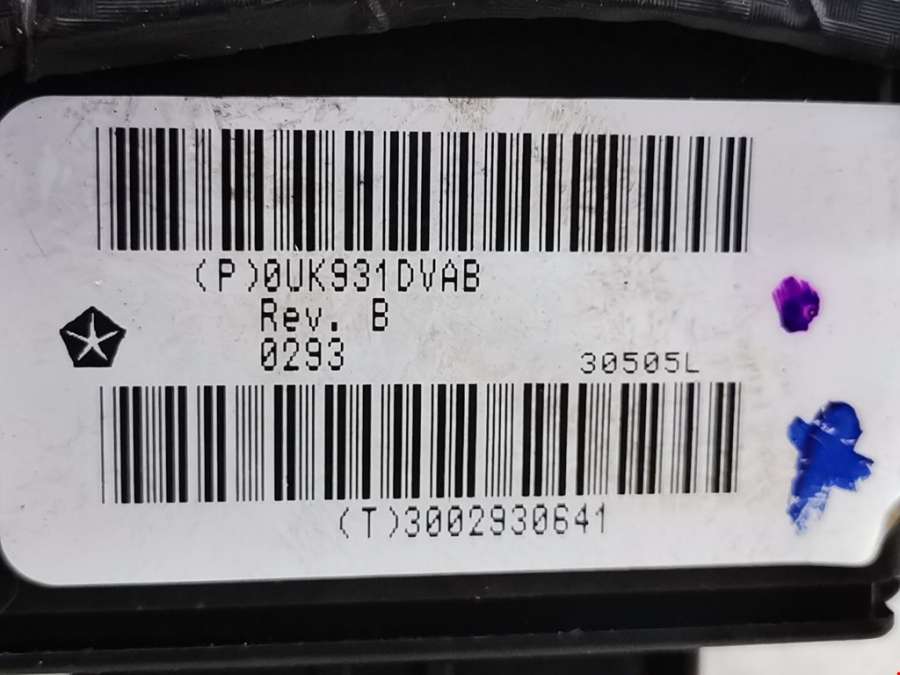 (P)0UK931DVAB
Rev. B
0293
30505L
(T)3002930641